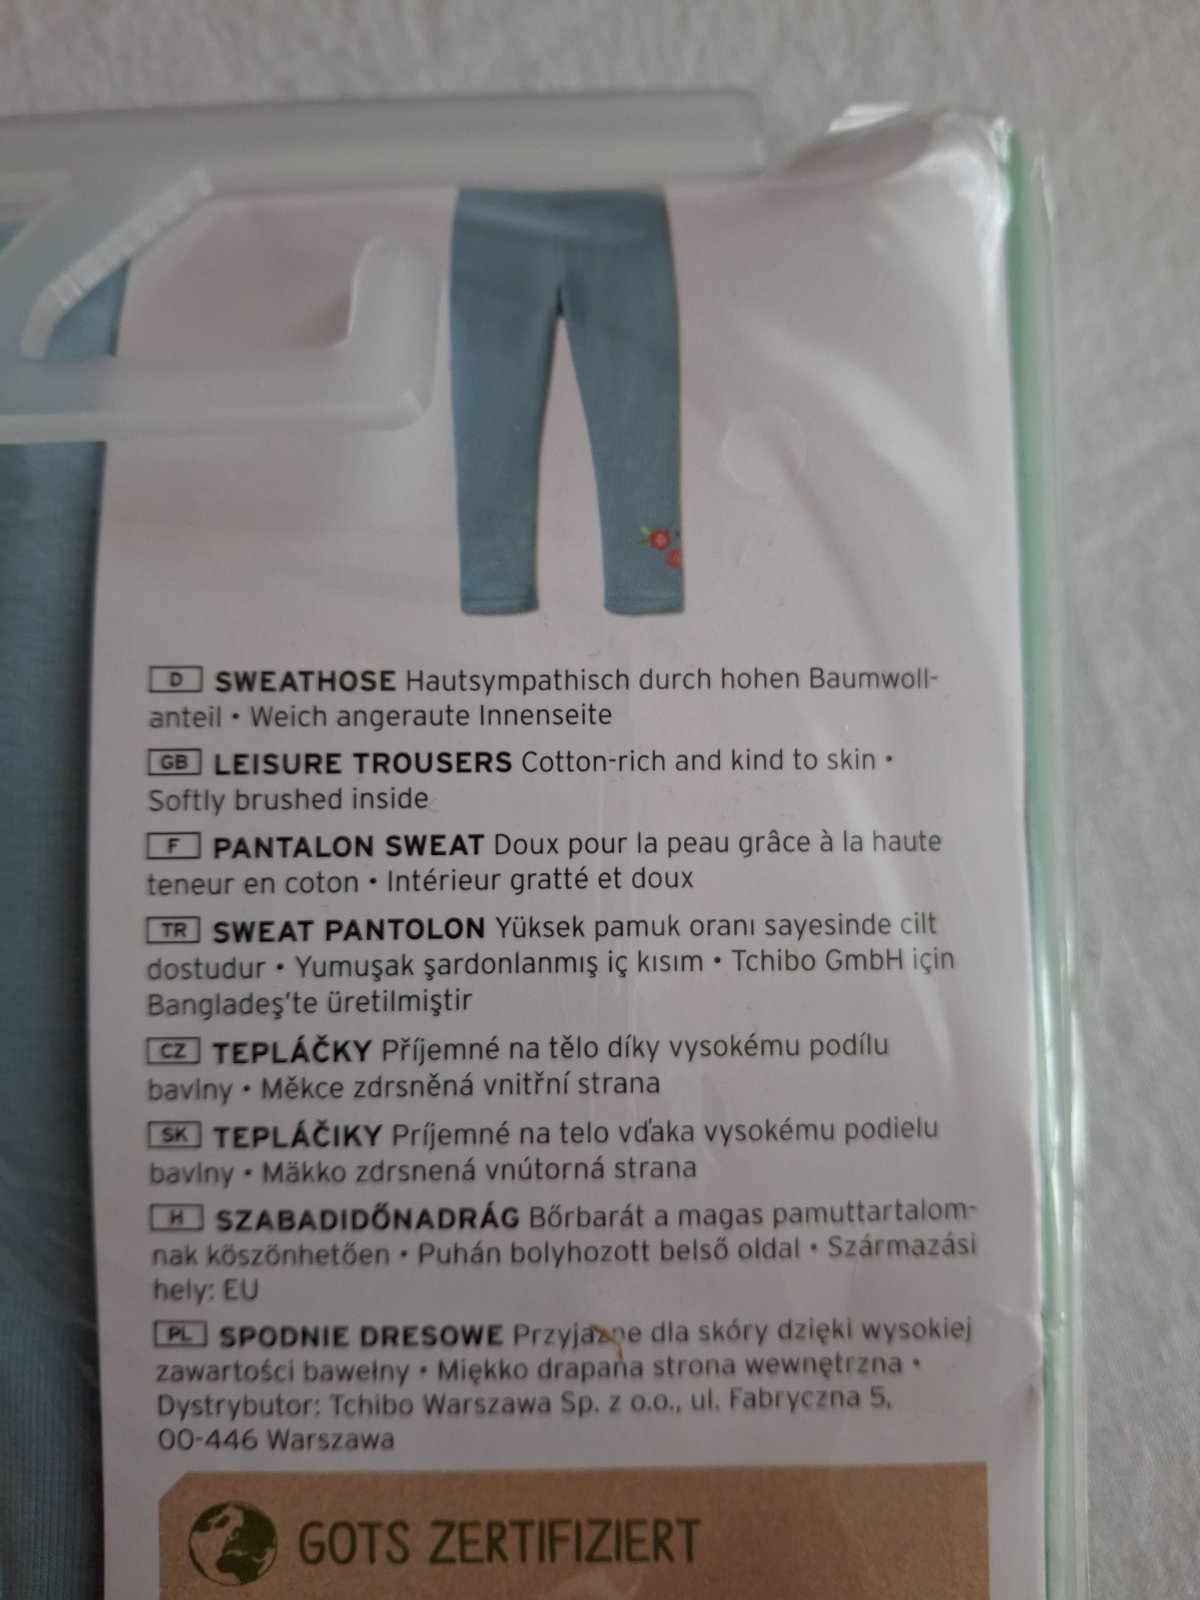 D SWEATHOSE Hautsympathisch durch hohen Baumwoll-
anteil • Weich angeraute Innenseite
GB LEISURE TROUSERS Cotton-rich and kind to skin •
Softly brushed inside
F PANTALON SWEAT Doux pour la peau grâce à la haute
teneur en coton • Intérieur gratté et doux
TR SWEAT PANTOLON Yüksek pamuk oranı sayesinde cilt
dostudur • Yumuşak şardonlanmış iç kısım • Tchibo GmbH için
Bangladeş'te üretilmiştir
CZ TEPLÁČKY Příjemné na tělo díky vysokému podílu
bavlny • Měkce zdrsněná vnitřní strana
SK TEPLÁČIKY Príjemné na telo vďaka vysokému podielu
bavlny • Mäkko zdrsnená vnútorná strana
H SZABADIDŐNADRÁG Bőrbarát a magas pamuttartalom-
nak köszönhetően • Puhán bolyhozott belső oldal • Származási
hely: EU
PL SPODNIE DRESOWE Przyjazne dla skóry dzięki wysokiej
zawartości bawełny • Miękko drapana strona wewnętrzna •
Dystrybutor: Tchibo Warszawa Sp. z o.o., ul. Fabryczna 5,
00-446 Warszawa
GOTS ZERTIFIZIERT